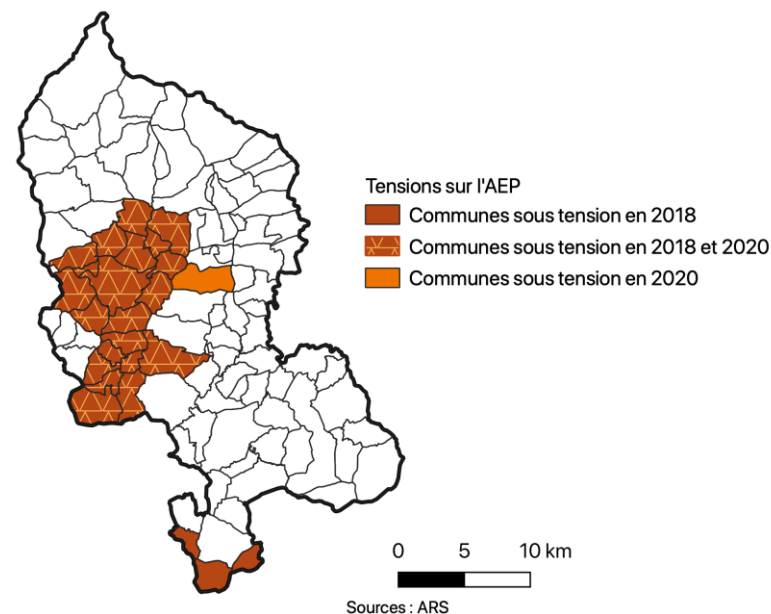 Tensions sur l'AEP
Communes sous tension en 2018
Communes sous tension en 2018 et 2020
Communes sous tension en 2020
0 5 10 km
Sources : ARS